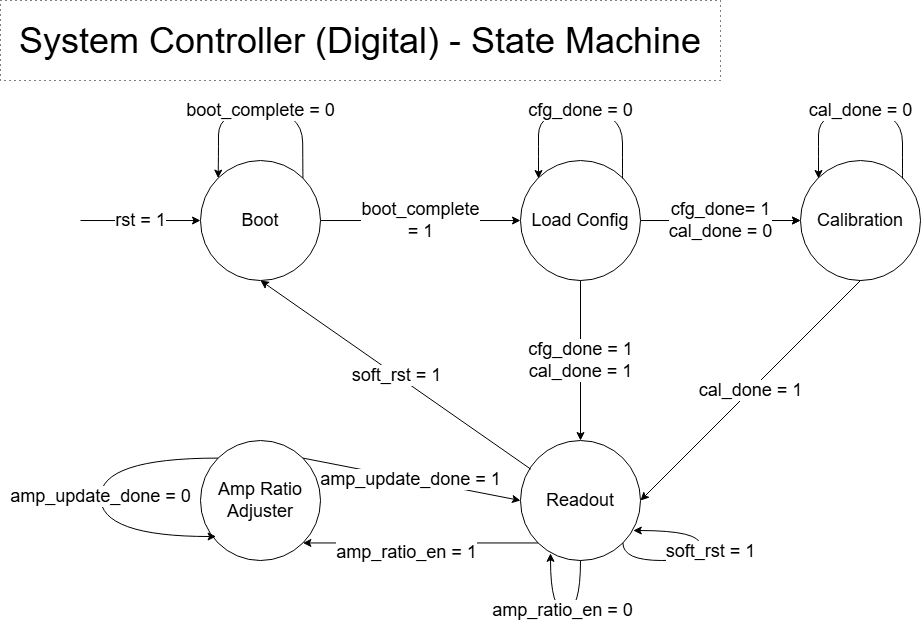 System Controller (Digital) - State Machine
boot_complete = 0
cfg_done = 0
cal_done = 0
rst = 1
Boot
boot_complete
= 1
Load Config
cfg_done= 1
cal_done = 0
Calibration
cfg_done = 1
cal_done = 1
soft_rst = 1
cal_done = 1
amp_update_done = 0
Amp Ratio
Adjuster
amp_update_done = 1
Readout
amp_ratio_en = 1
soft_rst = 1
amp_ratio_en = 0